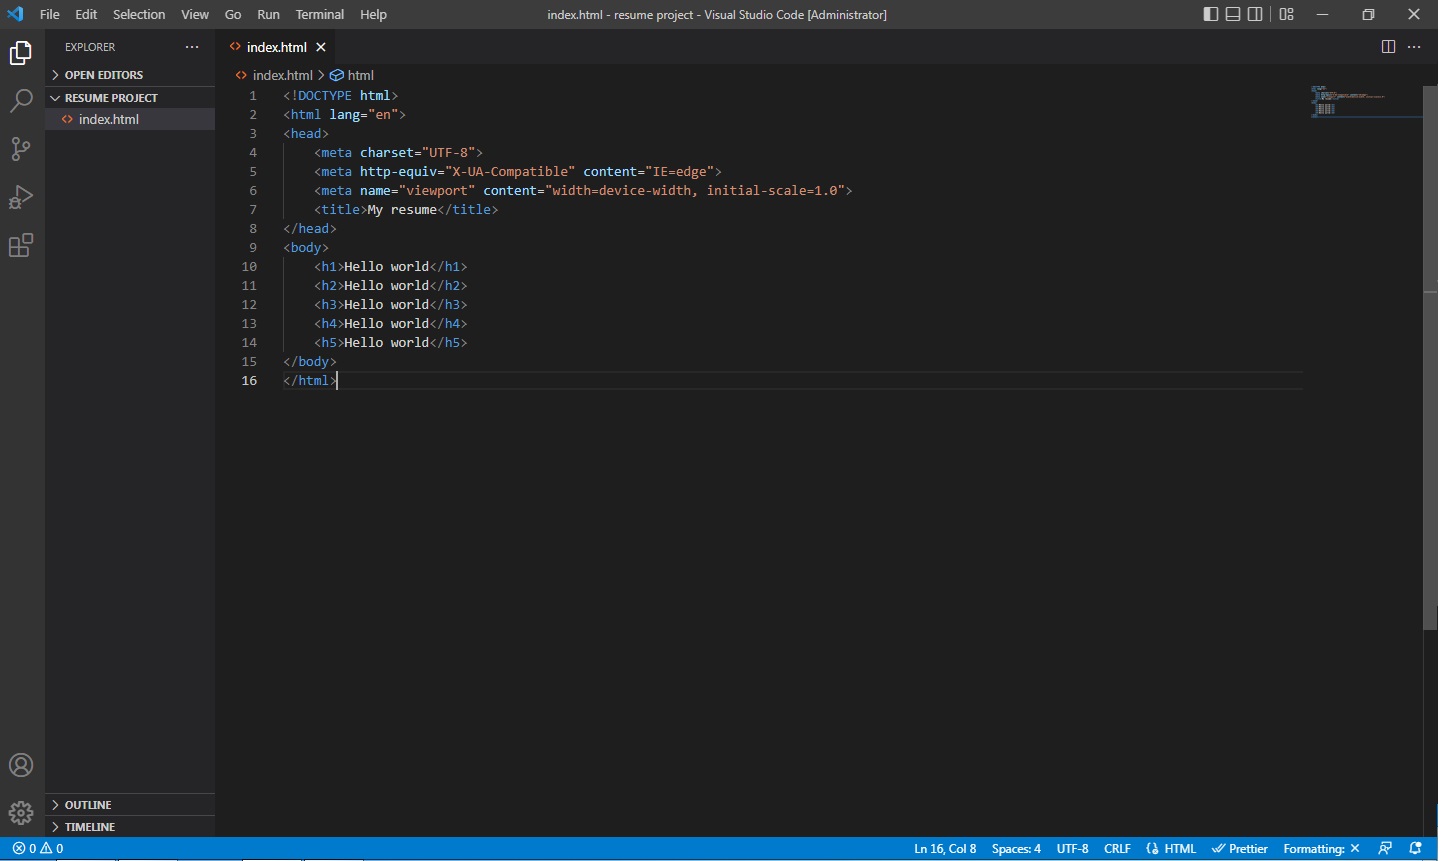 File Edit Selection View Go Run Terminal Help index.html - resume project - Visual Studio Code [Administrator]
EXPLORER
OPEN EDITORS
RESUME PROJECT
index.html
OUTLINE
TIMELINE
index.html
index.html > html
1 <!DOCTYPE html>
2 <html lang="en">
3 <head>
4     <meta charset="UTF-8">
5     <meta http-equiv="X-UA-Compatible" content="IE=edge">
6     <meta name="viewport" content="width=device-width, initial-scale=1.0">
7     <title>My resume</title>
8 </head>
9 <body>
10     <h1>Hello world</h1>
11     <h2>Hello world</h2>
12     <h3>Hello world</h3>
13     <h4>Hello world</h4>
14     <h5>Hello world</h5>
15 </body>
16 </html>
0 0 Ln 16, Col 8 Spaces: 4 UTF-8 CRLF HTML Prettier Formatting: ×